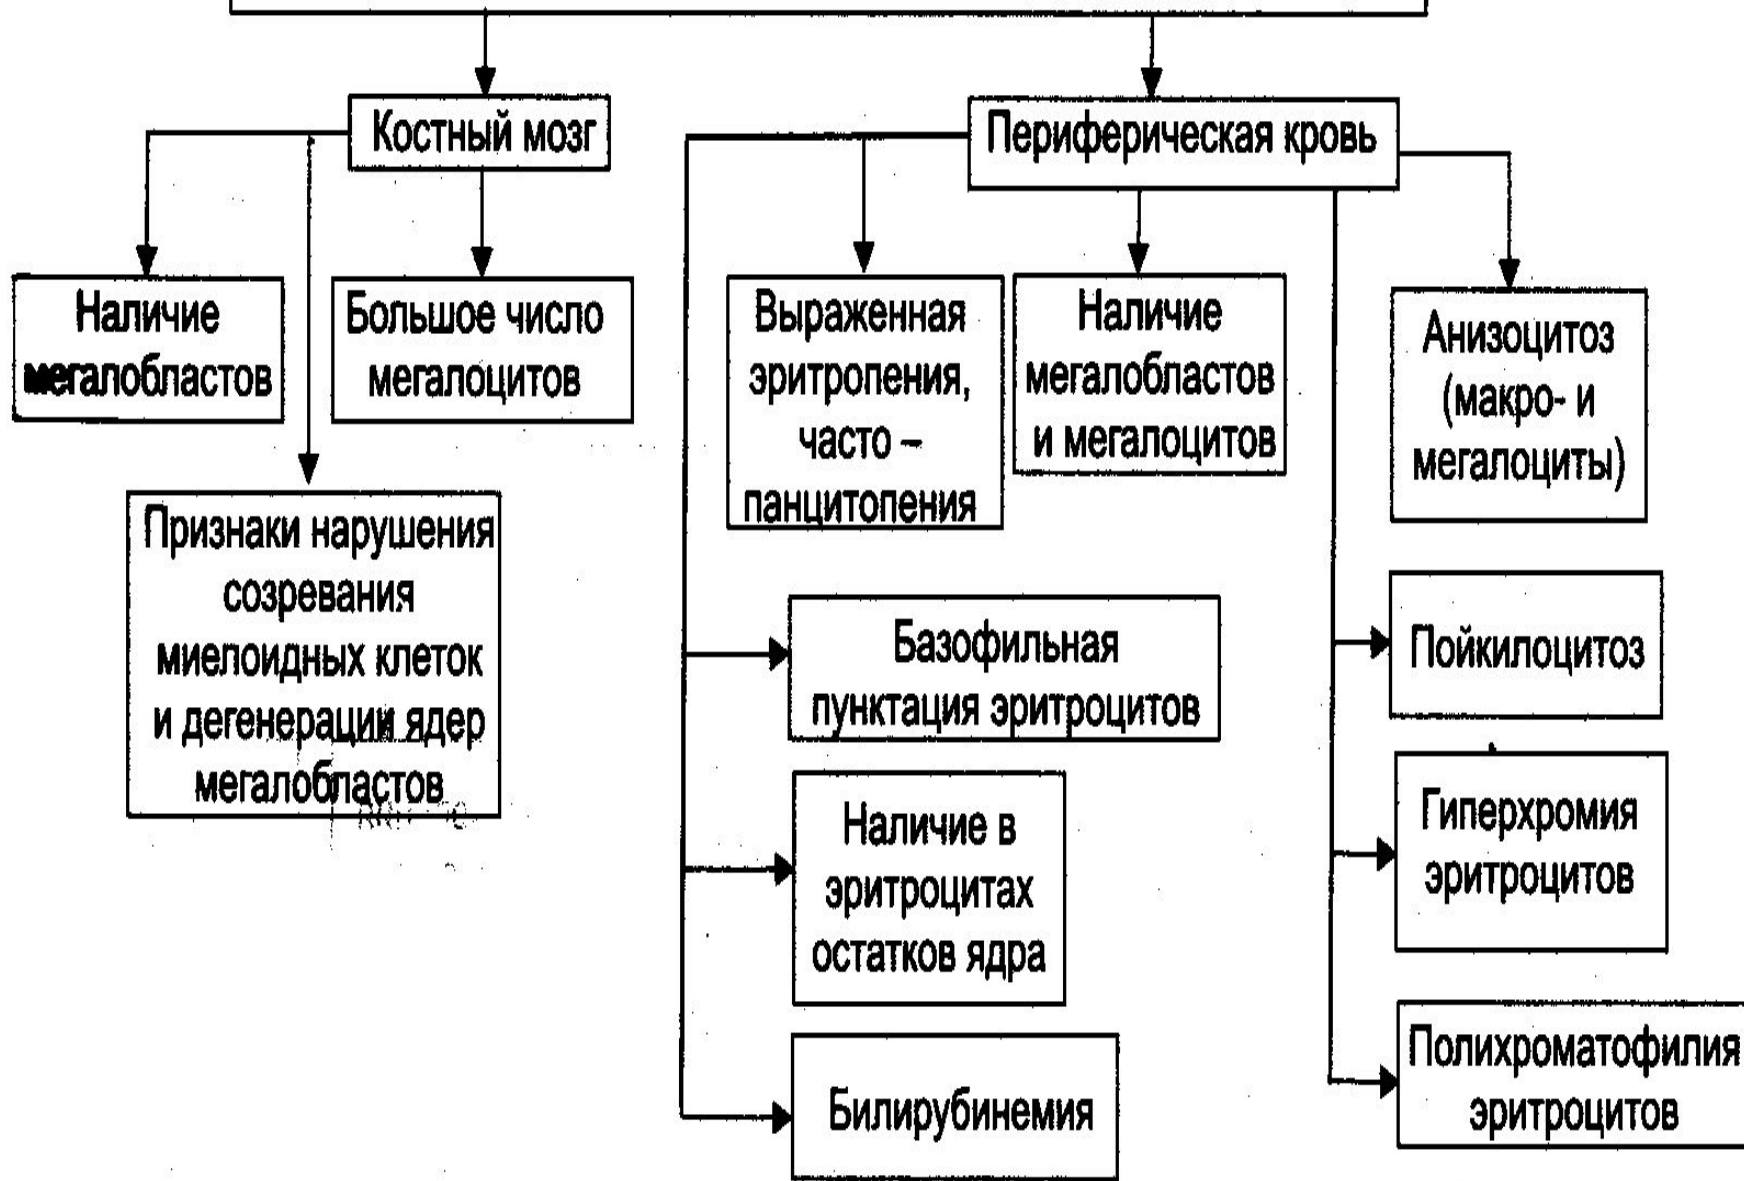 Костный мозг
Периферическая кровь
Наличие
мегалобластов
Большое число
мегалоцитов
Признаки нарушения
созревания
миелоидных клеток
и дегенерации ядер
мегалобластов
Выраженная
эритропения,
часто –
панцитопения
Наличие
мегалобластов
и мегалоцитов
Анизоцитоз
(макро- и
мегалоциты)
Базофильная
пунктация эритроцитов
Наличие в
эритроцитах
остатков ядра
Билирубинемия
Пойкилоцитоз
Гиперхромия
эритроцитов
Полихроматофилия
эритроцитов